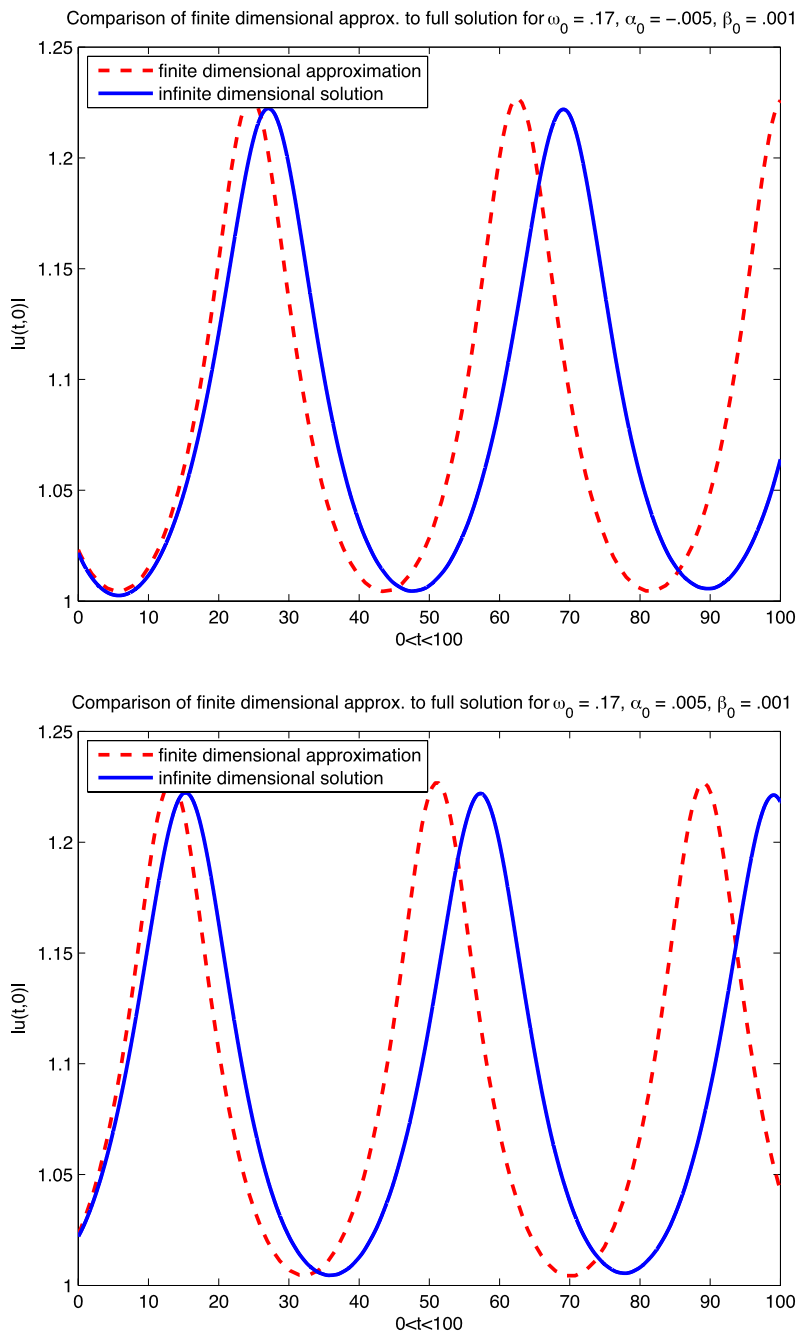 Comparison of finite dimensional approx. to full solution for ω0 = .17, α0 = −.005, β0 = .001
1.25
finite dimensional approximation
infinite dimensional solution
1.2
1.15
|u(t,0)|
1.1
1.05
1
0 10 20 30 40 50 60 70 80 90 100
0<t<100
Comparison of finite dimensional approx. to full solution for ω0 = .17, α0 = .005, β0 = .001
1.25
finite dimensional approximation
infinite dimensional solution
1.2
1.15
|u(t,0)|
1.1
1.05
1
0 10 20 30 40 50 60 70 80 90 100
0<t<100